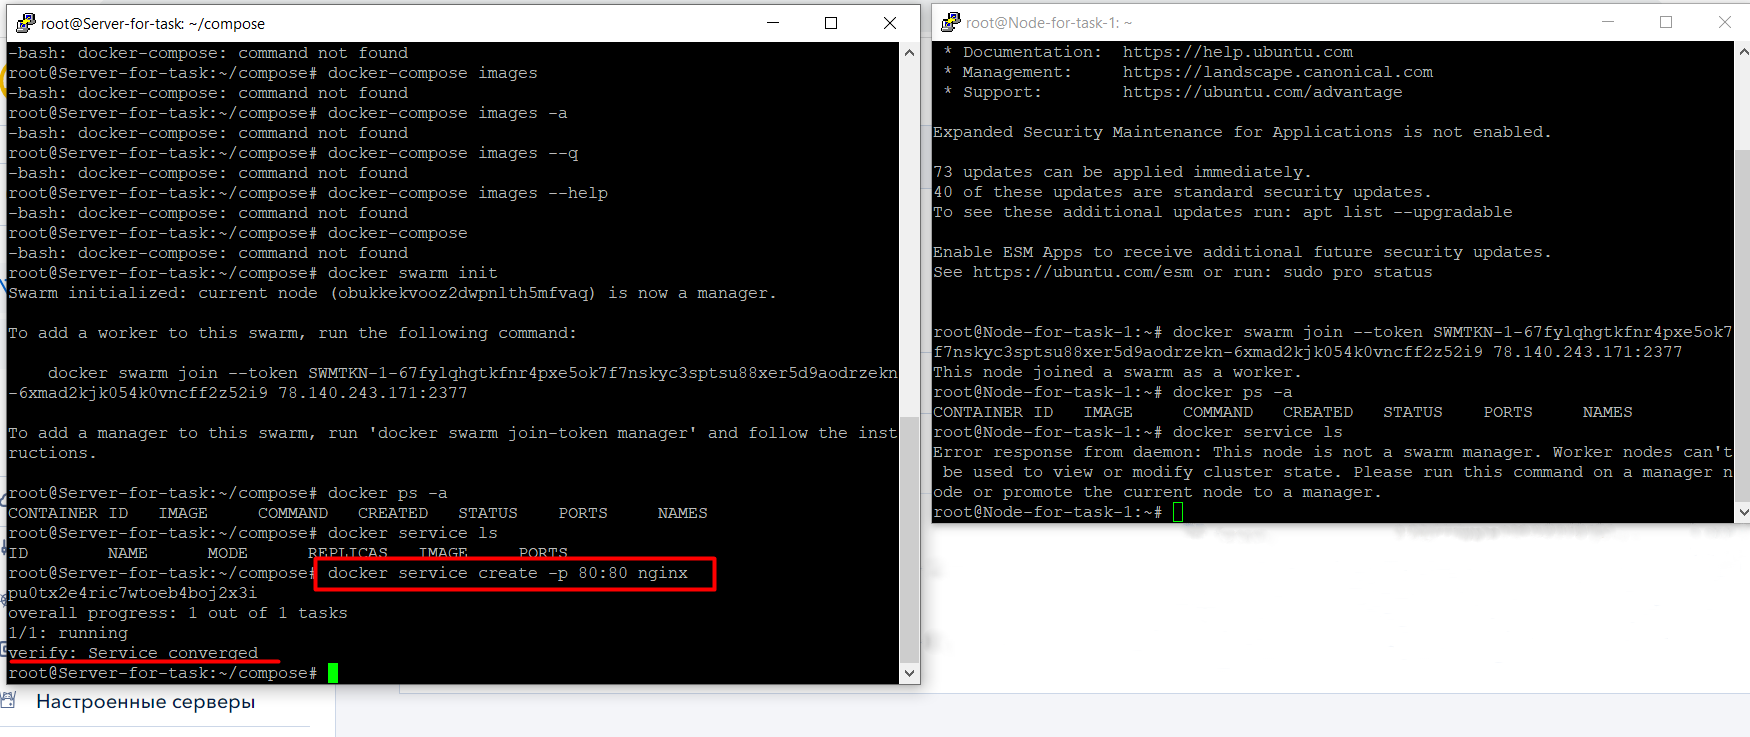 root@Server-for-task: ~/compose
-bash: docker-compose: command not found
root@Server-for-task:~/compose# docker-compose images
-bash: docker-compose: command not found
root@Server-for-task:~/compose# docker-compose images -a
-bash: docker-compose: command not found
root@Server-for-task:~/compose# docker-compose images --q
-bash: docker-compose: command not found
root@Server-for-task:~/compose# docker-compose images --help
-bash: docker-compose: command not found
root@Server-for-task:~/compose# docker-compose
-bash: docker-compose: command not found
root@Server-for-task:~/compose# docker swarm init
Swarm initialized: current node (obukkekvooz2dwpnlth5mfvaq) is now a manager.
To add a worker to this swarm, run the following command:
docker swarm join --token SWMTKN-1-67fylqhgtkfnr4pxe5ok7f7nskyc3sptsu88xer5d9aodrzekn
-6xmad2kjk054k0vncff2z52i9 78.140.243.171:2377
To add a manager to this swarm, run 'docker swarm join-token manager' and follow the inst
ructions.
root@Server-for-task:~/compose# docker ps -a
CONTAINER ID   IMAGE     COMMAND   CREATED   STATUS    PORTS     NAMES
root@Server-for-task:~/compose# docker service ls
ID        NAME      MODE      REPLICAS   IMAGE     PORTS
root@Server-for-task:~/compose# docker service create -p 80:80 nginx
pu0tx2e4ric7wtoeb4boj2x3i
overall progress: 1 out of 1 tasks
1/1: running
verify: Service converged
root@Server-for-task:~/compose#
Настроенные серверы
root@Node-for-task-1: ~
* Documentation:  https://help.ubuntu.com
* Management:     https://landscape.canonical.com
* Support:        https://ubuntu.com/advantage
Expanded Security Maintenance for Applications is not enabled.
73 updates can be applied immediately.
40 of these updates are standard security updates.
To see these additional updates run: apt list --upgradable
Enable ESM Apps to receive additional future security updates.
See https://ubuntu.com/esm or run: sudo pro status
root@Node-for-task-1:~# docker swarm join --token SWMTKN-1-67fylqhgtkfnr4pxe5ok7
f7nskyc3sptsu88xer5d9aodrzekn-6xmad2kjk054k0vncff2z52i9 78.140.243.171:2377
This node joined a swarm as a worker.
root@Node-for-task-1:~# docker ps -a
CONTAINER ID   IMAGE     COMMAND   CREATED   STATUS    PORTS     NAMES
root@Node-for-task-1:~# docker service ls
Error response from daemon: This node is not a swarm manager. Worker nodes can't
be used to view or modify cluster state. Please run this command on a manager n
ode or promote the current node to a manager.
root@Node-for-task-1:~#